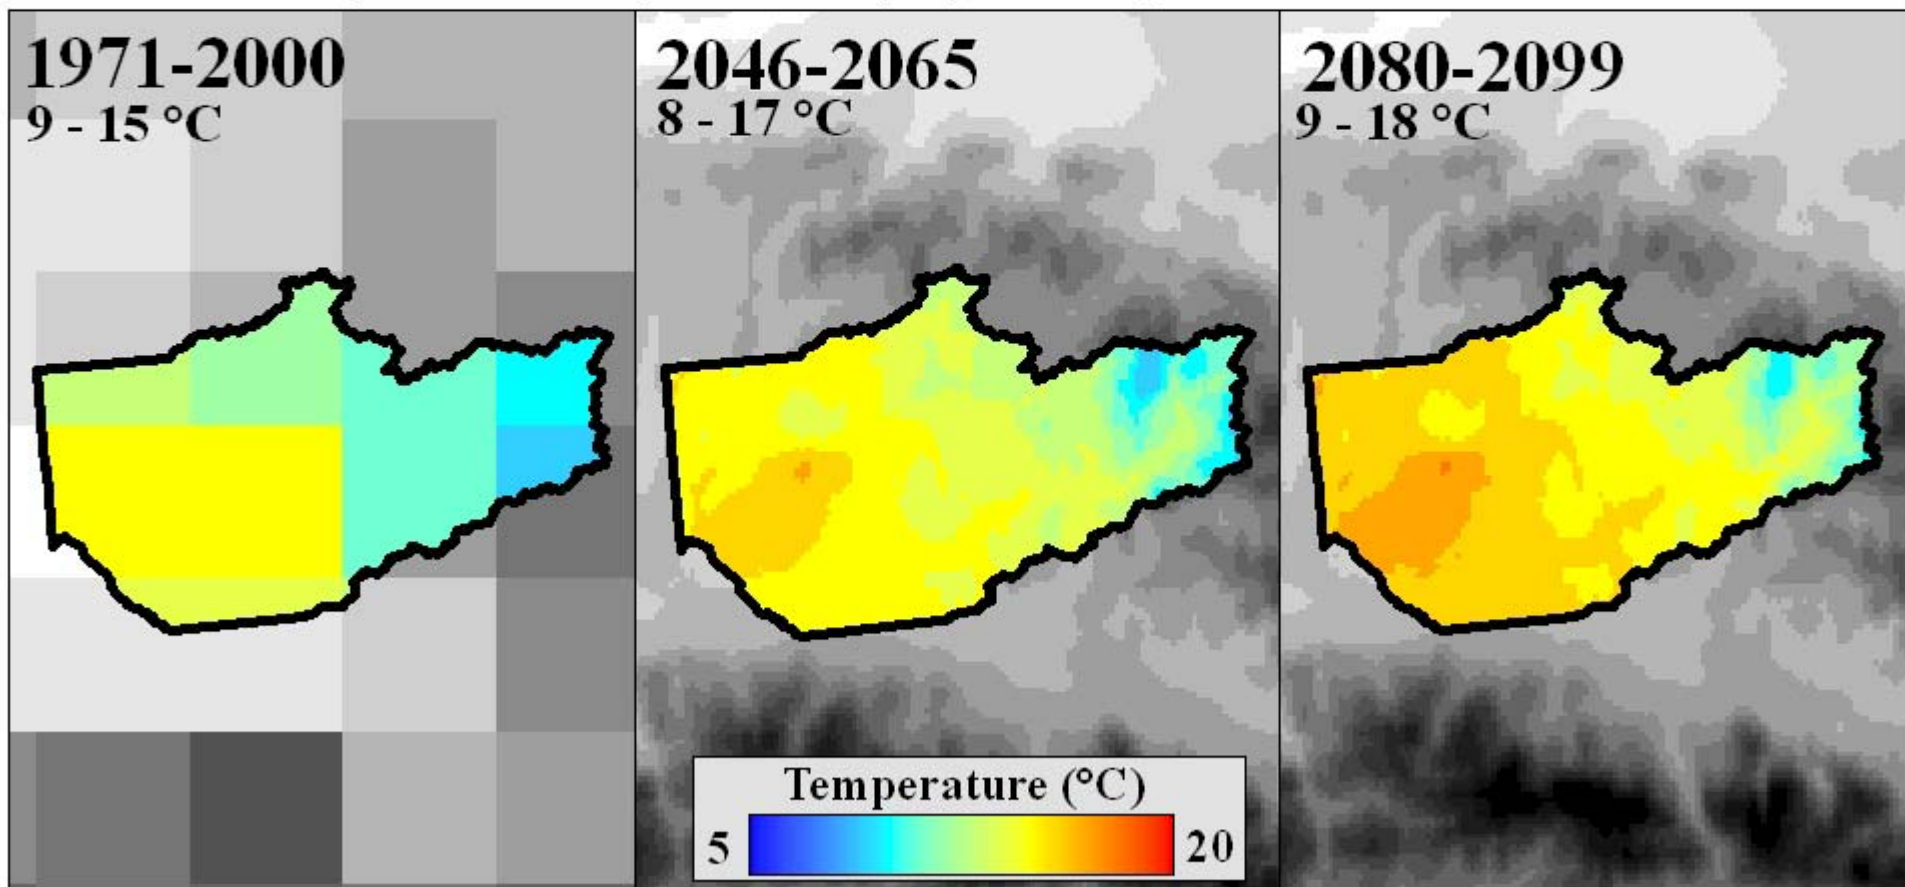 1971-2000
9 - 15 °C
2046-2065
8 - 17 °C
2080-2099
9 - 18 °C
Temperature (°C)
5
20